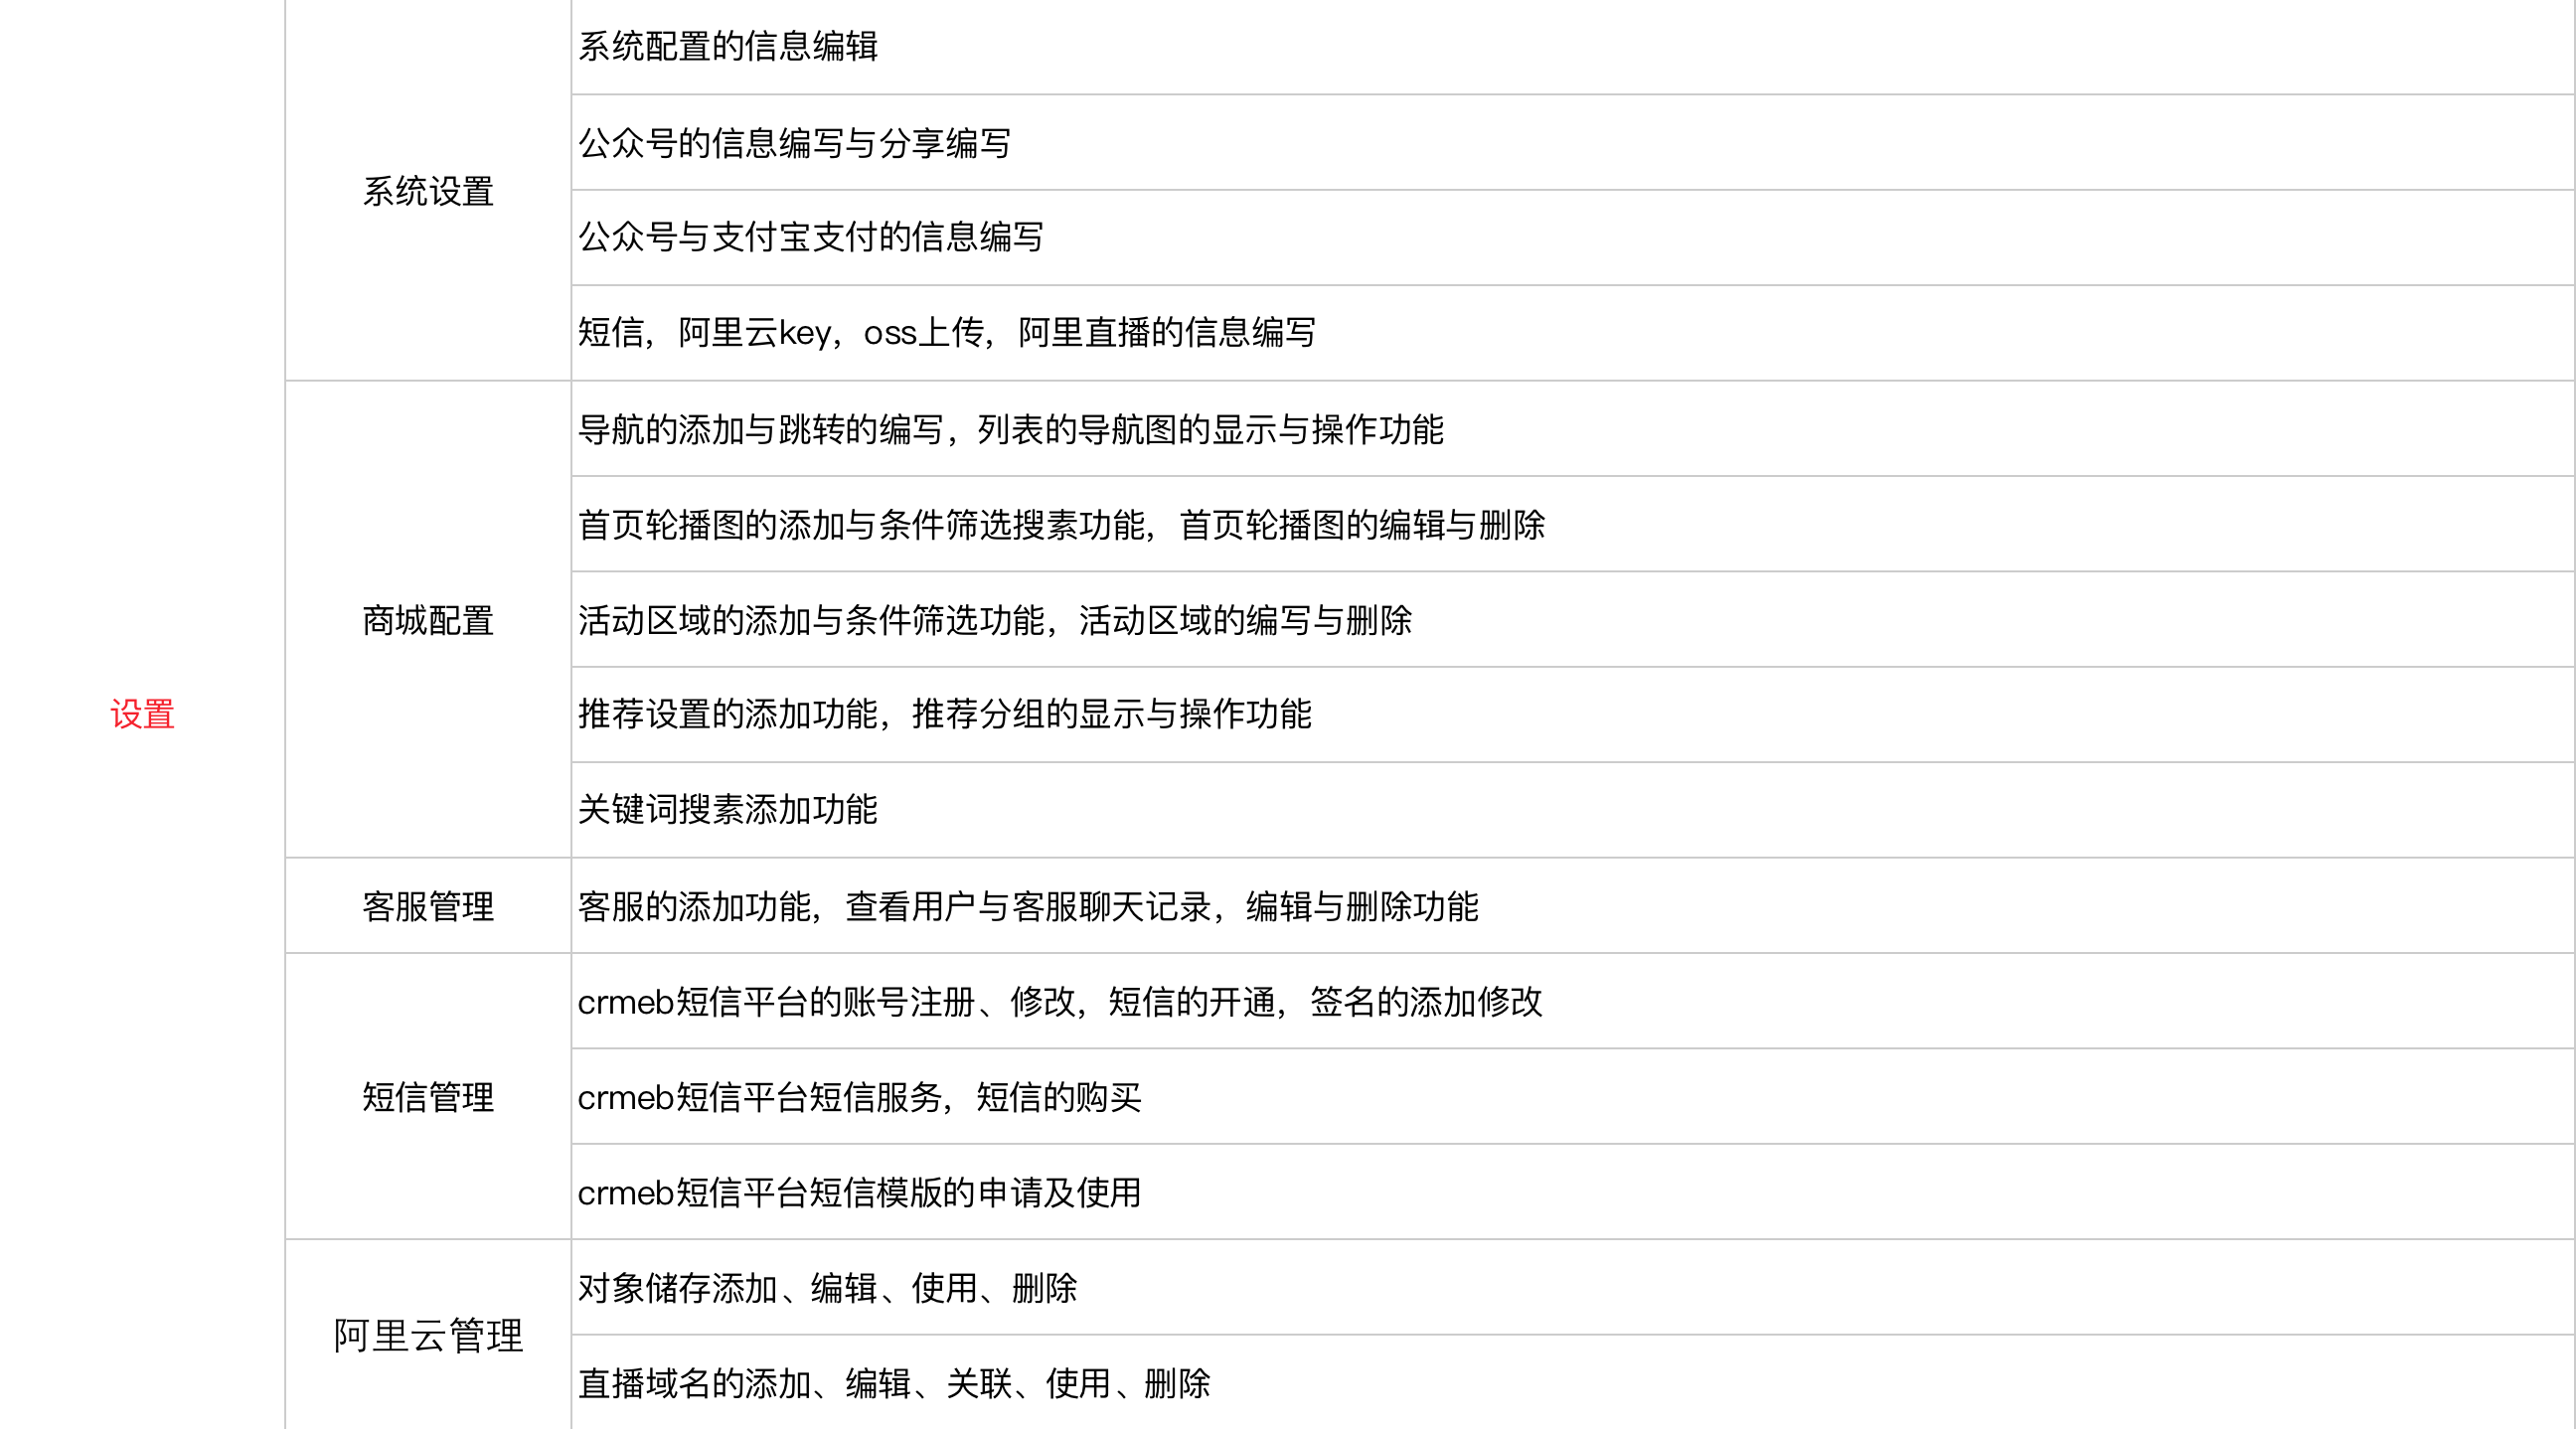 设置
系统设置
系统配置的信息编辑
公众号的信息编写与分享编写
公众号与支付宝支付的信息编写
短信，阿里云key，oss上传，阿里直播的信息编写
商城配置
导航的添加与跳转的编写，列表的导航图的显示与操作功能
首页轮播图的添加与条件筛选搜素功能，首页轮播图的编辑与删除
活动区域的添加与条件筛选功能，活动区域的编写与删除
推荐设置的添加功能，推荐分组的显示与操作功能
关键词搜素添加功能
客服管理
客服的添加功能，查看用户与客服聊天记录，编辑与删除功能
短信管理
crmeb短信平台的账号注册、修改，短信的开通，签名的添加修改
crmeb短信平台短信服务，短信的购买
crmeb短信平台短信模版的申请及使用
阿里云管理
对象储存添加、编辑、使用、删除
直播域名的添加、编辑、关联、使用、删除